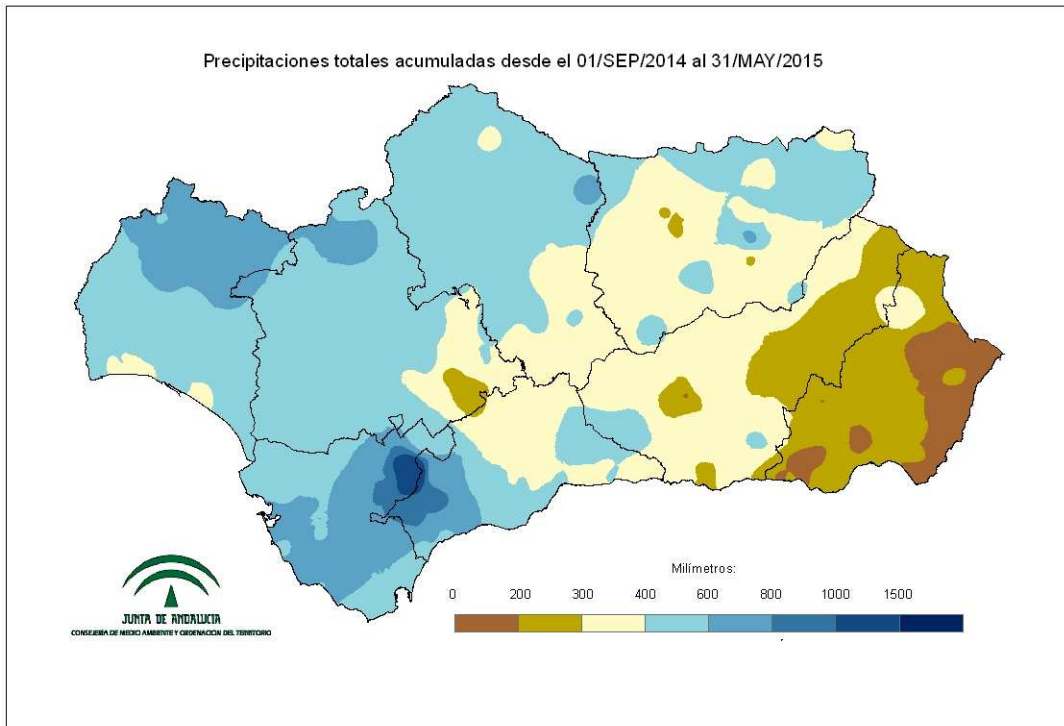 Precipitaciones totales acumuladas desde el 01/SEP/2014 al 31/MAY/2015
Milímetros:
0 200 300 400 600 800 1000 1500
JUNTA DE ANDALUCIA
CONSEJERIA DE MEDIO AMBIENTE Y ORDENACIÓN DEL TERRITORIO